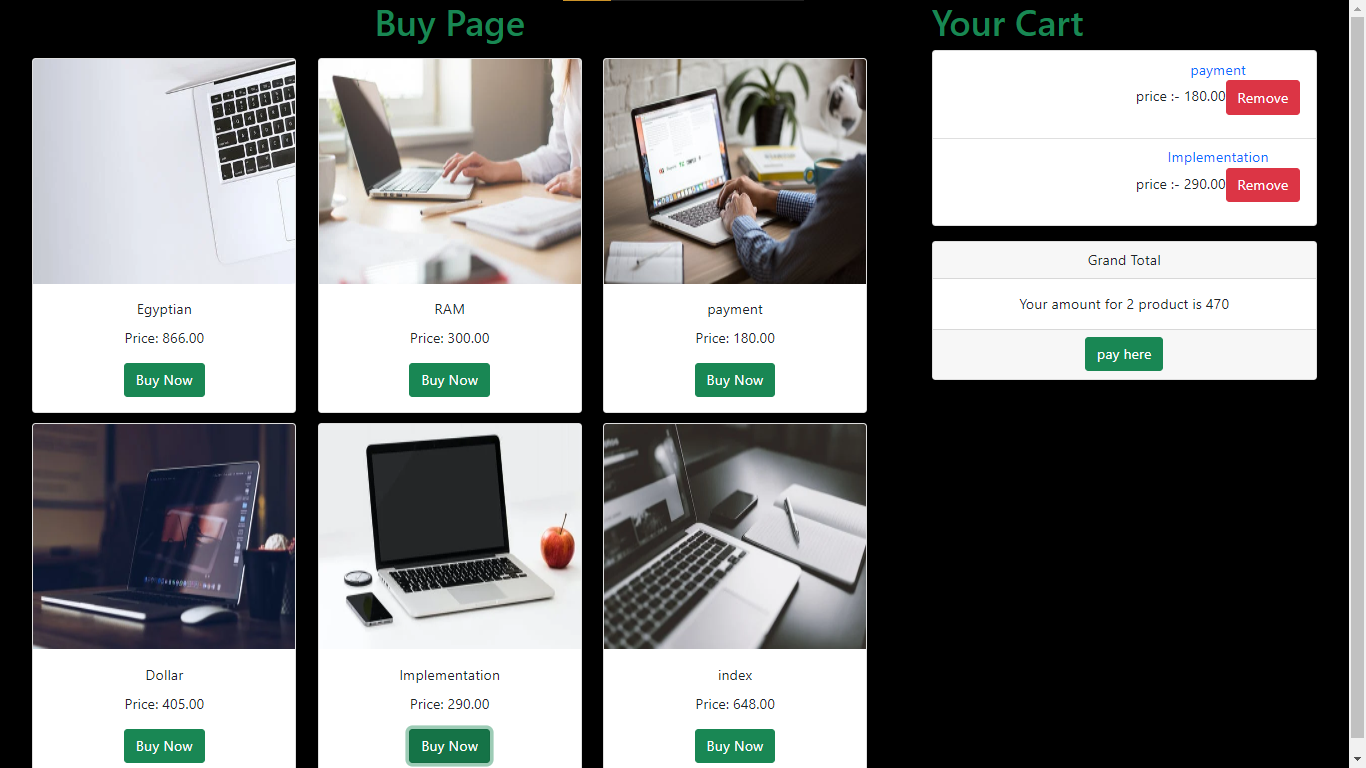 Buy Page
Egyptian
Price: 866.00
Buy Now
RAM
Price: 300.00
Buy Now
payment
Price: 180.00
Buy Now
Dollar
Price: 405.00
Buy Now
Implementation
Price: 290.00
Buy Now
index
Price: 648.00
Buy Now
Your Cart
payment
price :- 180.00 Remove
Implementation
price :- 290.00 Remove
Grand Total
Your amount for 2 product is 470
pay here